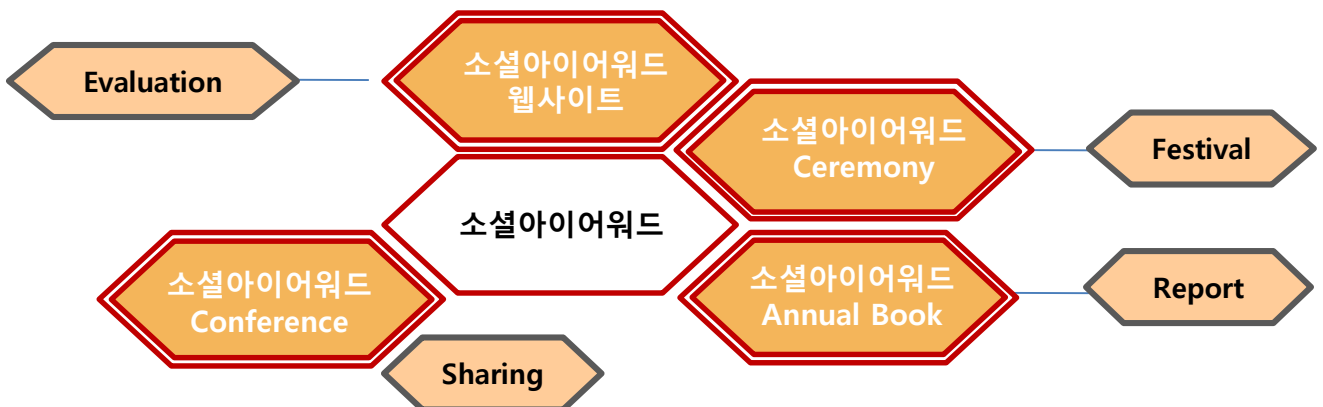 Evaluation
소셜아이어워드
웹사이트
소셜아이어워드
Ceremony
Festival
소셜아이어워드
소셜아이어워드
Conference
소셜아이어워드
Annual Book
Report
Sharing